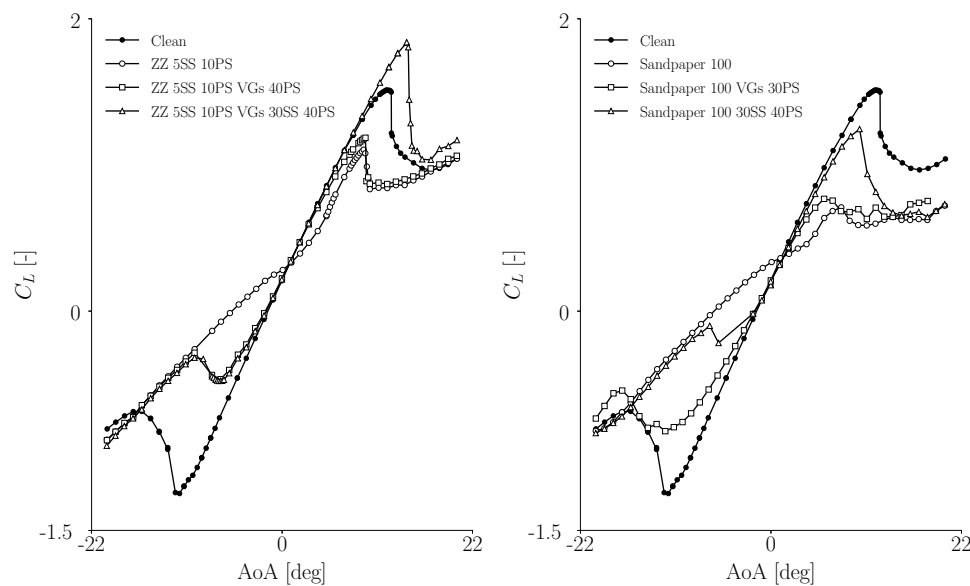 2
Clean
ZZ 5SS 10PS
ZZ 5SS 10PS VGs 40PS
ZZ 5SS 10PS VGs 30SS 40PS
C_L [-]
0
-1.5
-22
0
22
AoA [deg]
2
Clean
Sandpaper 100
Sandpaper 100 VGs 30PS
Sandpaper 100 30SS 40PS
C_L [-]
0
-1.5
-22
0
22
AoA [deg]